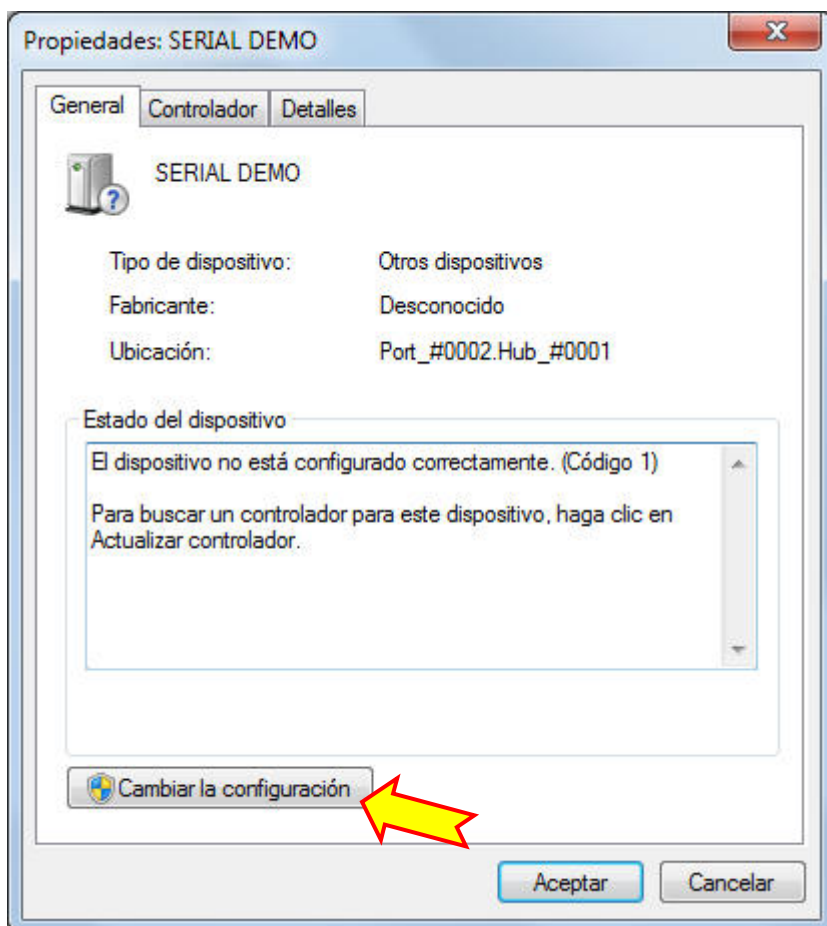 Propiedades: SERIAL DEMO
General Controlador Detalles
SERIAL DEMO
Tipo de dispositivo: Otros dispositivos
Fabricante: Desconocido
Ubicación: Port_#0002.Hub_#0001
Estado del dispositivo
El dispositivo no está configurado correctamente. (Código 1)
Para buscar un controlador para este dispositivo, haga clic en
Actualizar controlador.
Cambiar la configuración
Aceptar Cancelar